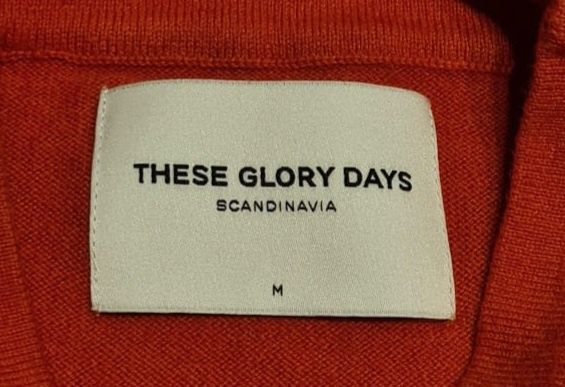 THESE GLORY DAYS
SCANDINAVIA
M